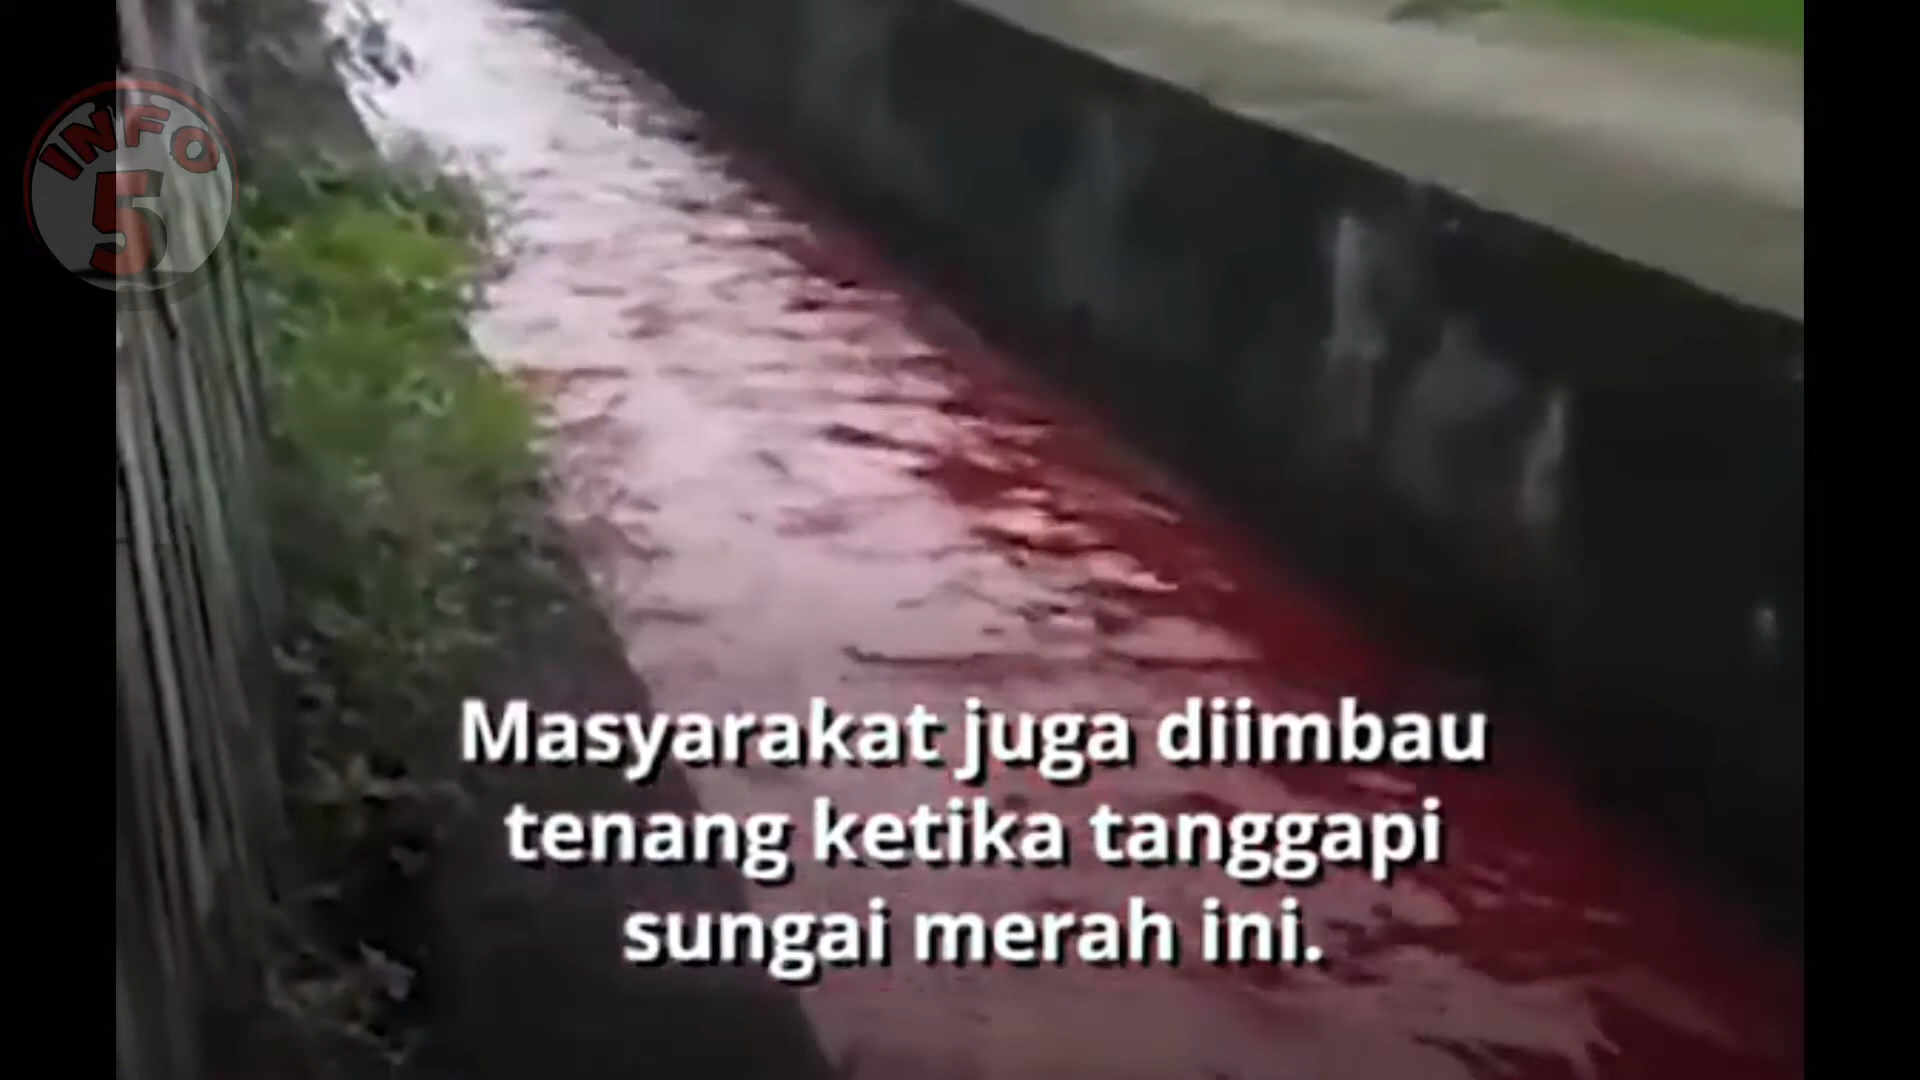 INFO
5
Masyarakat juga diimbau
tenang ketika tanggapi
sungai merah ini.